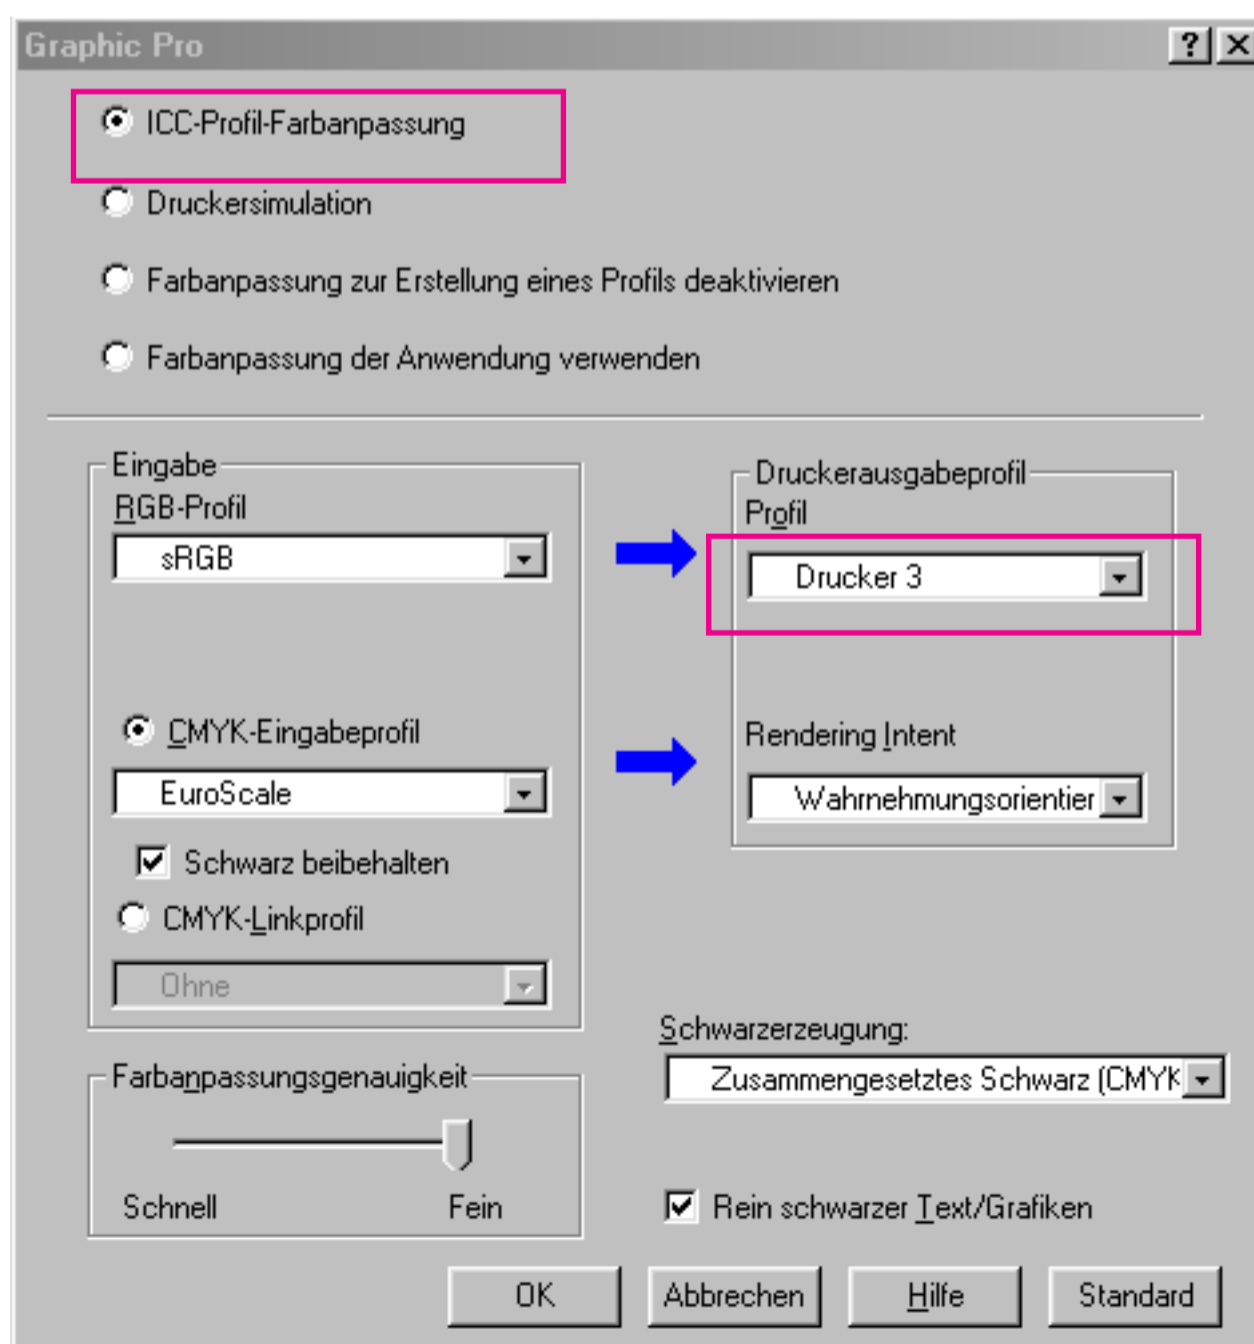 Graphic Pro
ICC-Profil-Farbanpassung
Druckersimulation
Farbanpassung zur Erstellung eines Profils deaktivieren
Farbanpassung der Anwendung verwenden
Eingabe
RGB-Profil
sRGB
CMYK-Eingabeprofil
EuroScale
Schwarz beibehalten
CMYK-Linkprofil
Ohne
Druckerausgabeprofil
Profil
Drucker 3
Rendering Intent
Wahrnehmungsorientier
Farbanpassungsgenauigkeit
Schnell Fein
Schwarzerzeugung:
Zusammengesetztes Schwarz (CMYK
Rein schwarzer Text/Grafiken
OK Abbrechen Hilfe Standard